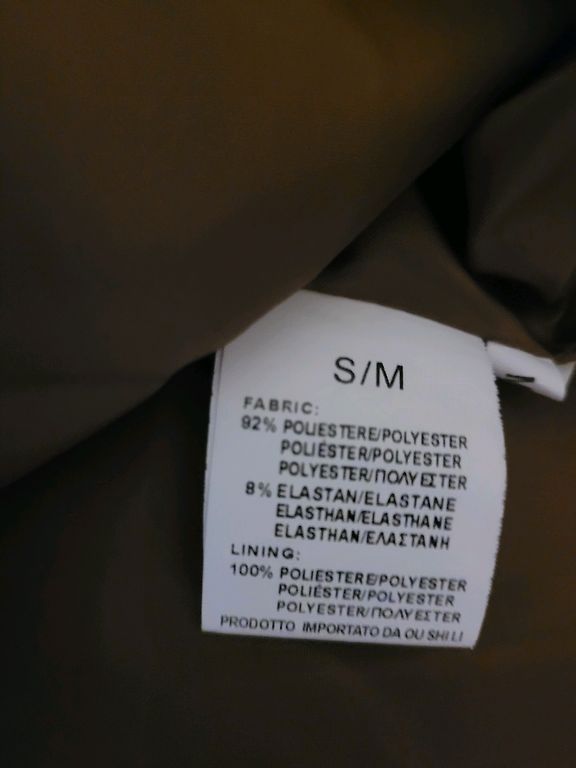 S/M
FABRIC:
92% POLIESTERE/POLYESTER
POLIÉSTER/POLYESTER
POLYESTER/ΠΟΛΥΕΣΤΕΡ
8% ELASTAN/ELASTANE
ELASTHAN/ELASTHANE
ELASTHAN/ΕΛΑΣΤΑΝΗ
LINING:
100% POLIESTERE/POLYESTER
POLIÉSTER/POLYESTER
POLYESTER/ΠΟΛΥΕΣΤΕΡ
PRODOTTO IMPORTATO DA OU SHI LI